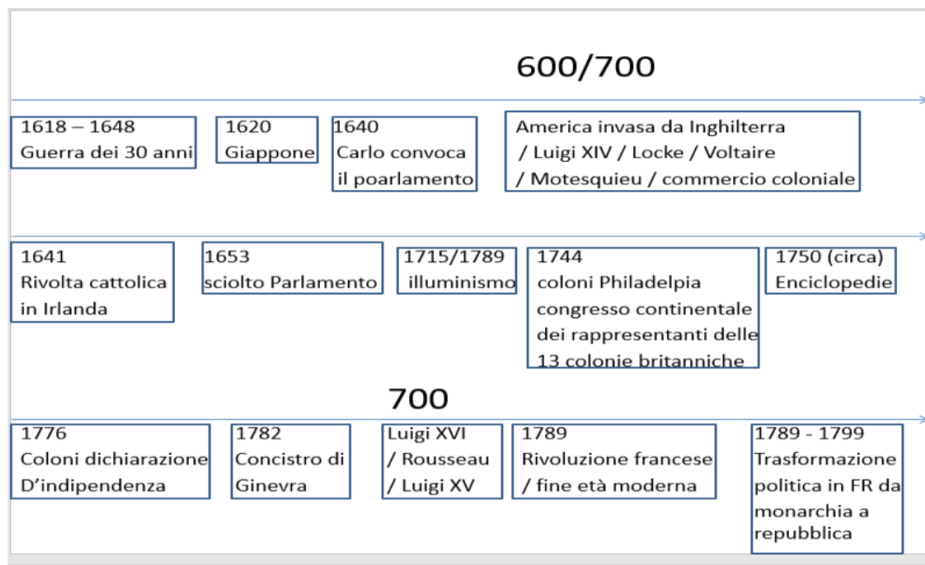 600/700
1618 – 1648
Guerra dei 30 anni
1620
Giappone
1640
Carlo convoca
il poarlamento
America invasa da Inghilterra
/ Luigi XIV / Locke / Voltaire
/ Motesquieu / commercio coloniale
1641
Rivolta cattolica
in Irlanda
1653
sciolto Parlamento
1715/1789
illuminismo
1744
coloni Philadelpia
congresso continentale
dei rappresentanti delle
13 colonie britanniche
1750 (circa)
Enciclopedie
700
1776
Coloni dichiarazione
D'indipendenza
1782
Concistro di
Ginevra
Luigi XVI
/ Rousseau
/ Luigi XV
1789
Rivoluzione francese
/ fine età moderna
1789 - 1799
Trasformazione
politica in FR da
monarchia a
repubblica